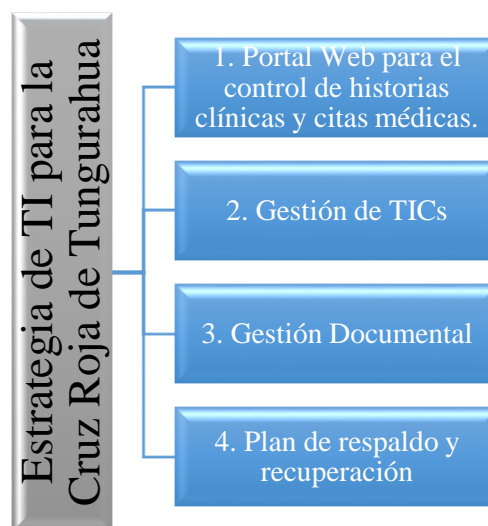 Estrategia de TI para la
Cruz Roja de Tungurahua
1. Portal Web para el
control de historias
clínicas y citas médicas.
2. Gestión de TICs
3. Gestión Documental
4. Plan de respaldo y
recuperación